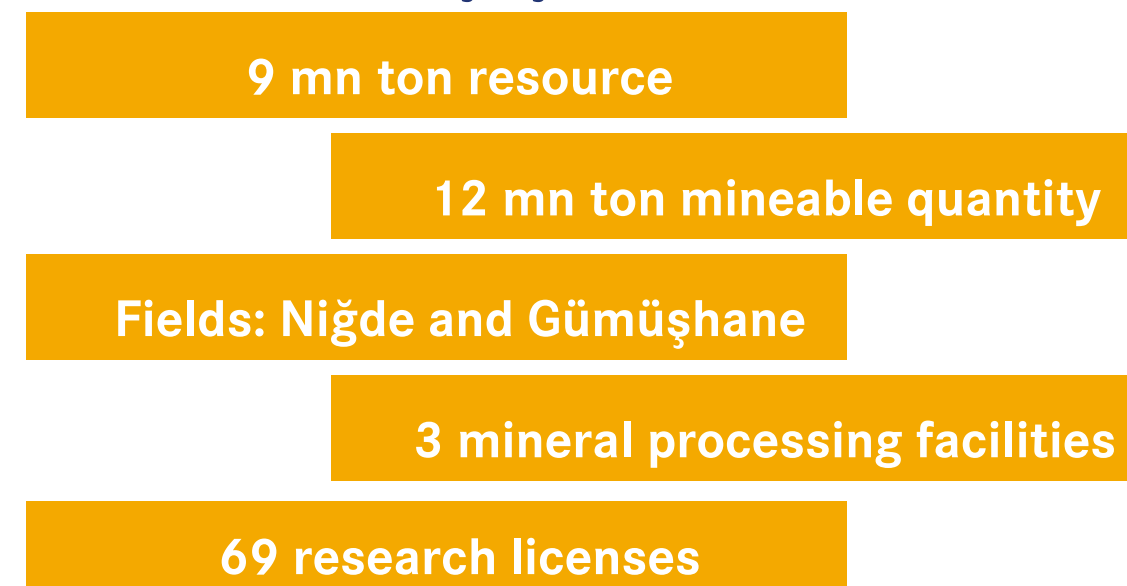 9 mn ton resource
12 mn ton mineable quantity
Fields: Niğde and Gümüşhane
3 mineral processing facilities
69 research licenses